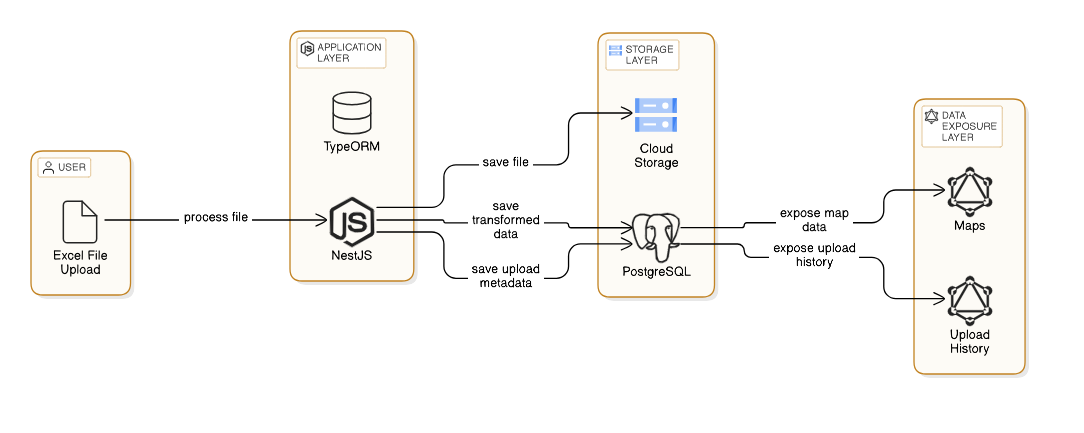 USER
Excel File
Upload
process file
APPLICATION
LAYER
TypeORM
JS
NestJS
save file
save
transformed
data
save upload
metadata
STORAGE
LAYER
Cloud
Storage
PostgreSQL
expose map
data
expose upload
history
DATA
EXPOSURE
LAYER
Maps
Upload
History